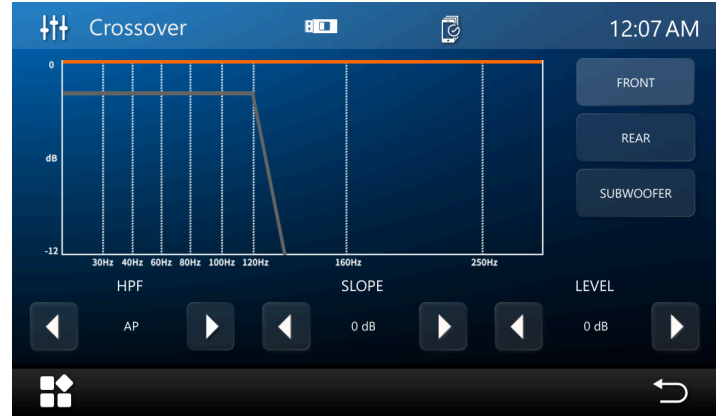 Crossover
12:07 AM
0
dB
-12
30Hz 40Hz 60Hz 80Hz 100Hz 120Hz 160Hz 250Hz
FRONT
REAR
SUBWOOFER
HPF SLOPE LEVEL
AP 0 dB 0 dB